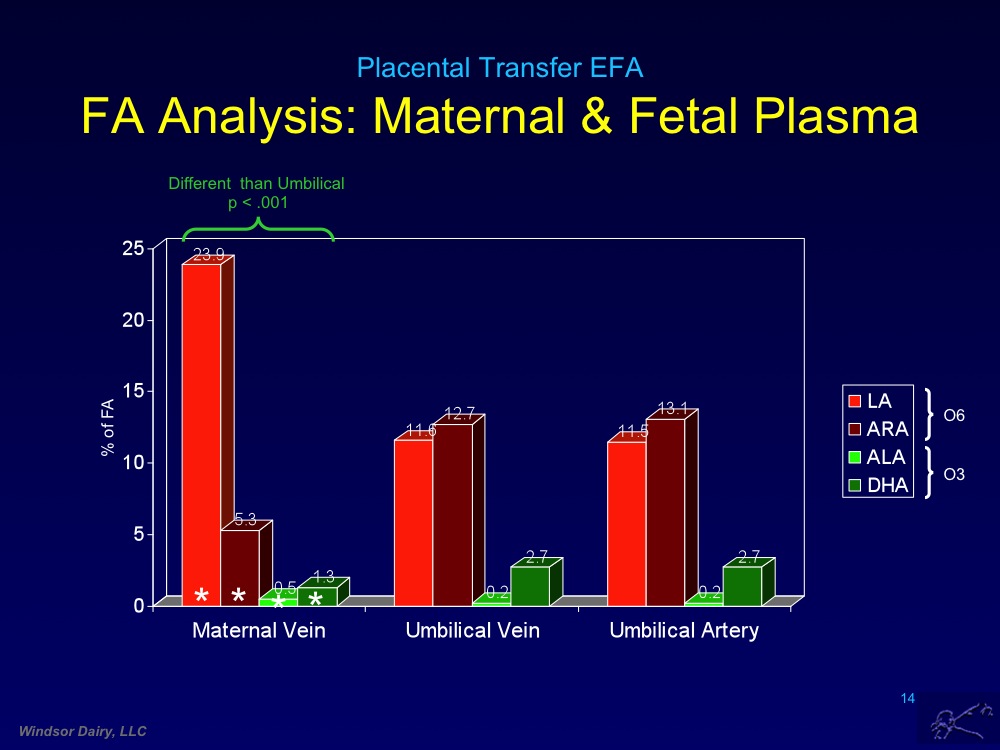 Placental Transfer EFA
FA Analysis: Maternal & Fetal Plasma
Different than Umbilical
p < .001
% of FA
25
20
15
10
5
0
23.9
5.3
0.5
1.3
* * * *
11.6
12.7
0.2
2.7
11.5
13.1
0.2
2.7
Maternal Vein
Umbilical Vein
Umbilical Artery
LA
ARA
O6
ALA
DHA
O3
14
Windsor Dairy, LLC